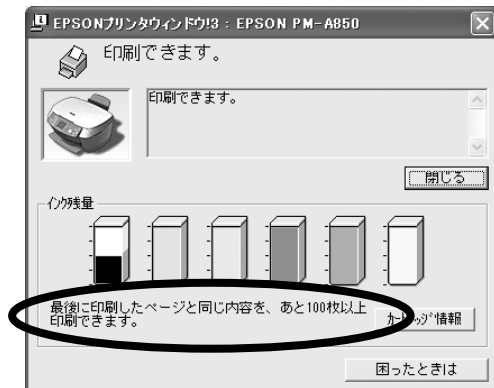 EPSONプリンタウィンドウ!3 : EPSON PM-A850
印刷できます。
印刷できます。
閉じる
インク残量
最後に印刷したページと同じ内容を、あと100枚以上
印刷できます。
カートリッジ情報
困ったときは